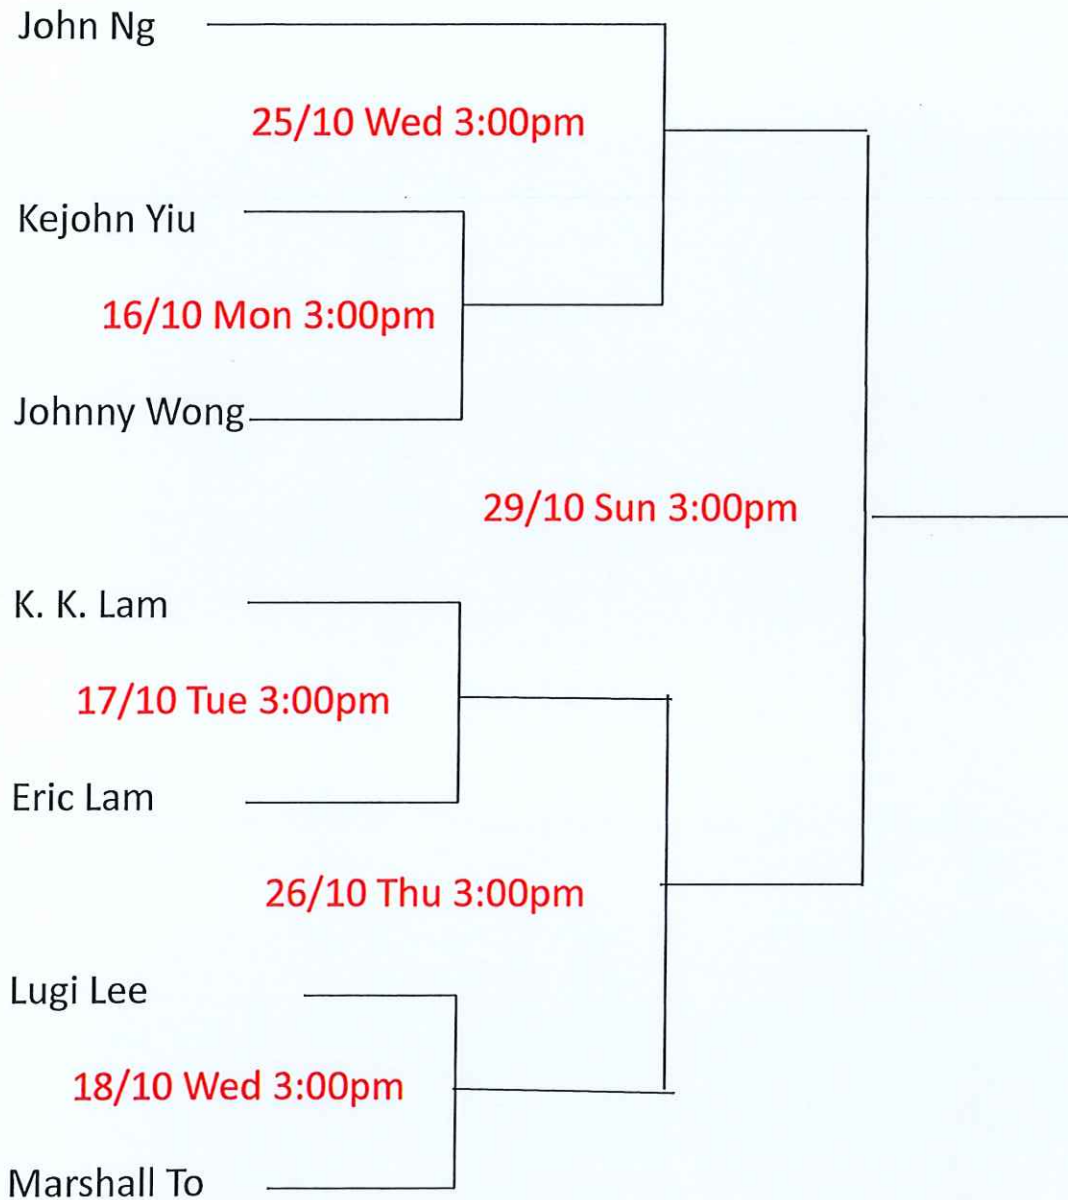 John Ng
25/10 Wed 3:00pm
Kejohn Yiu
16/10 Mon 3:00pm
Johnny Wong
29/10 Sun 3:00pm
K. K. Lam
17/10 Tue 3:00pm
Eric Lam
26/10 Thu 3:00pm
Lugi Lee
18/10 Wed 3:00pm
Marshall To